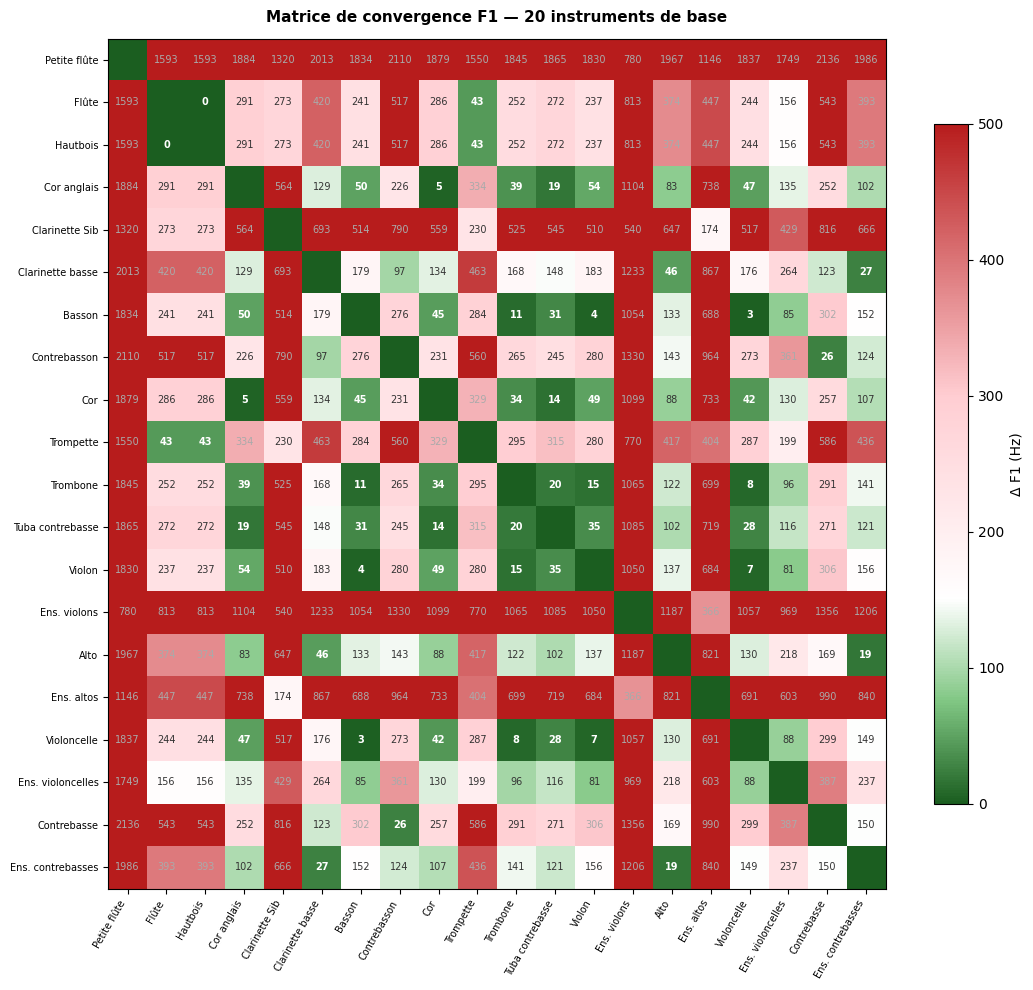 Matrice de convergence F1 — 20 instruments de base
Petite flûte 1593 1593 1884 1320 2013 1834 2110 1879 1550 1845 1865 1830 780 1967 1146 1837 1749 2136 1986
Flûte 1593 0 291 273 420 241 517 286 43 252 272 237 813 447 244 156 543 393
Hautbois 1593 0 291 273 420 241 517 286 43 252 272 237 813 447 244 156 543 393
Cor anglais 1884 291 291 564 129 50 226 5 334 39 19 54 1104 83 738 47 135 252 102
Clarinette Sib 1320 273 273 564 693 514 790 559 230 525 545 510 540 647 174 517 429 816 666
Clarinette basse 2013 420 420 129 693 179 97 134 463 168 148 183 1233 46 867 176 264 123 27
Basson 1834 241 241 50 514 179 276 45 284 11 31 4 1054 133 688 3 85 302 152
Contrebasson 2110 517 517 226 790 97 276 231 560 265 245 280 1330 143 964 273 26 124
Cor 1879 286 286 5 559 134 45 231 329 34 14 49 1099 88 733 42 130 257 107
Trompette 1550 43 43 334 230 463 284 560 329 295 315 280 770 417 404 287 199 586 436
Trombone 1845 252 252 39 525 168 11 265 34 295 20 15 1065 122 699 8 96 291 141
Tuba contrebasse 1865 272 272 19 545 148 31 245 14 315 20 35 1085 102 719 28 116 271 121
Violon 1830 237 237 54 510 183 4 280 49 280 15 35 1050 137 684 7 81 306 156
Ens. violons 780 813 813 1104 540 1233 1054 1330 1099 770 1065 1085 1050 1187 1057 969 1356 1206
Alto 1967 83 647 46 133 143 88 417 122 102 137 1187 821 130 218 169 19
Ens. altos 1146 447 447 738 174 867 688 964 733 404 699 719 684 821 691 603 990 840
Violoncelle 1837 244 244 47 517 176 3 273 42 287 8 28 7 1057 130 691 88 299 149
Ens. violoncelles 1749 156 156 135 429 264 85 130 199 96 116 81 969 218 603 88 387 237
Contrebasse 2136 543 543 252 816 123 302 26 257 586 291 271 306 1356 169 990 299 387 150
Ens. contrebasses 1986 393 393 102 666 27 152 124 107 436 141 121 156 1206 19 840 149 237 150
Petite flûte
Flûte
Hautbois
Cor anglais
Clarinette Sib
Clarinette basse
Basson
Contrebasson
Cor
Trompette
Trombone
Tuba contrebasse
Violon
Ens. violons
Alto
Ens. altos
Violoncelle
Ens. violoncelles
Contrebasse
Ens. contrebasses
500
400
300
200
100
0
Δ F1 (Hz)